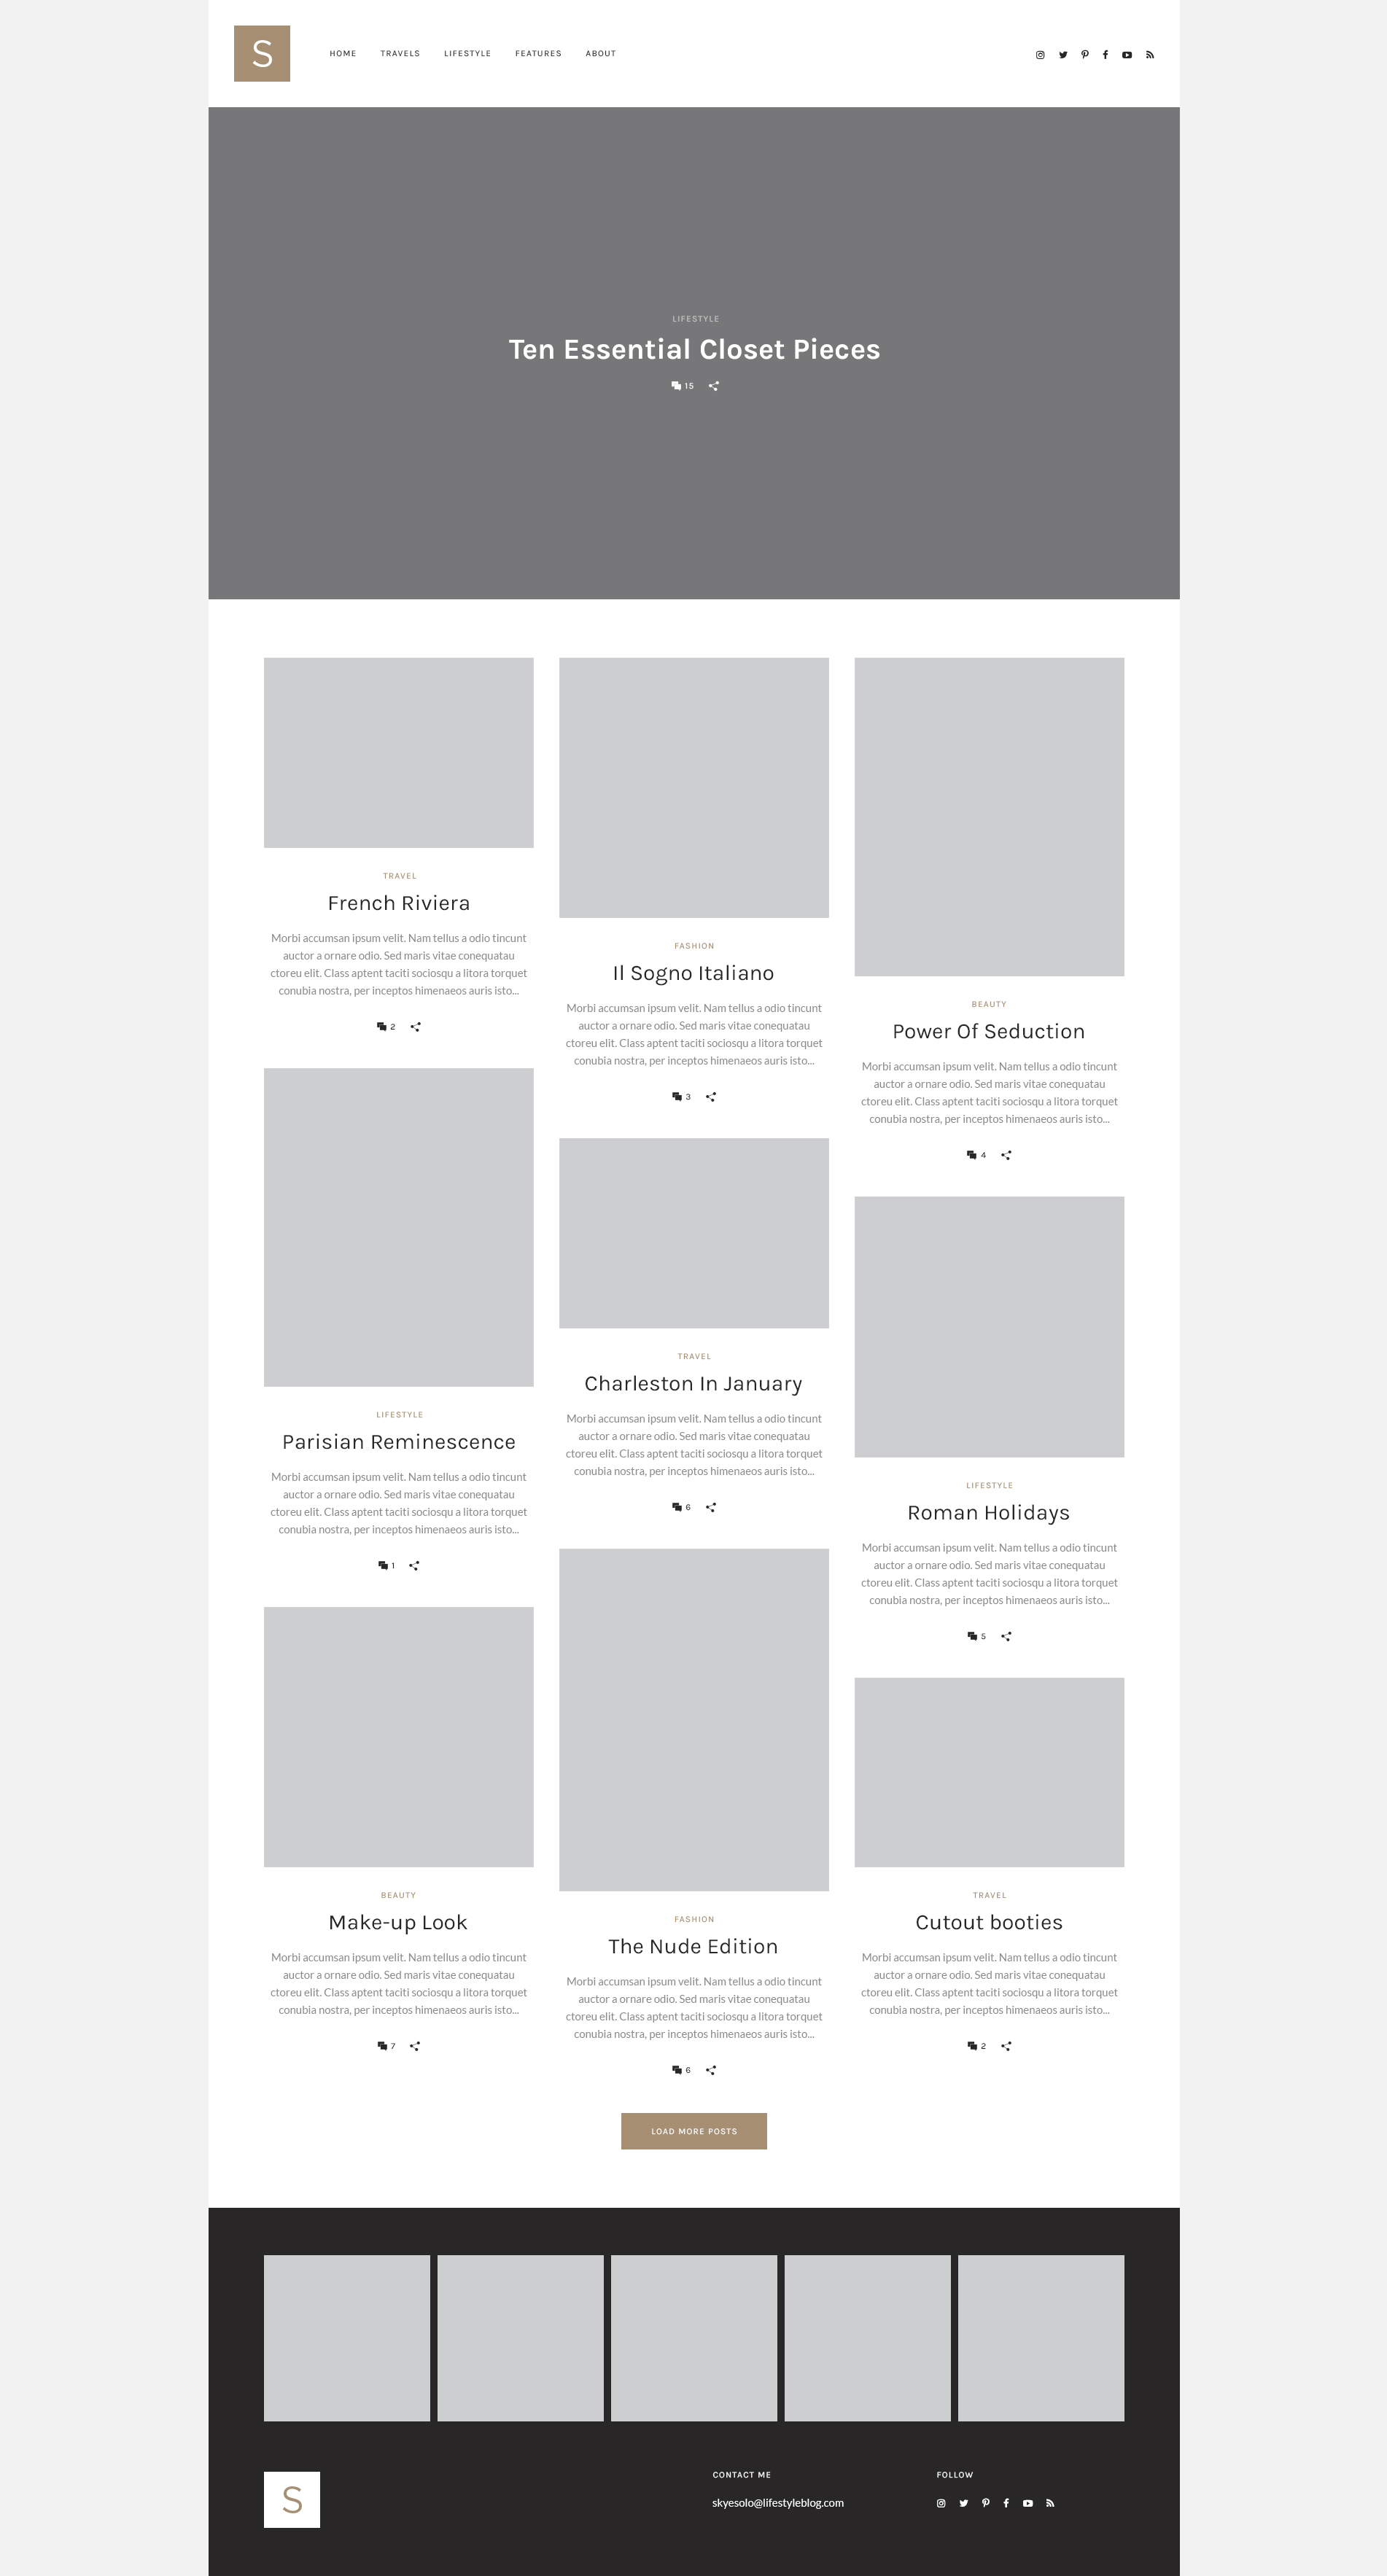 S
HOME TRAVELS LIFESTYLE FEATURES ABOUT
LIFESTYLE
Ten Essential Closet Pieces
15
TRAVEL
French Riviera
Morbi accumsan ipsum velit. Nam tellus a odio tincunt
auctor a ornare odio. Sed maris vitae conequatau
ctoreu elit. Class aptent taciti sociosqu a litora torquet
conubia nostra, per inceptos himenaeos auris isto...
2
LIFESTYLE
Parisian Reminescence
Morbi accumsan ipsum velit. Nam tellus a odio tincunt
auctor a ornare odio. Sed maris vitae conequatau
ctoreu elit. Class aptent taciti sociosqu a litora torquet
conubia nostra, per inceptos himenaeos auris isto...
1
BEAUTY
Make-up Look
Morbi accumsan ipsum velit. Nam tellus a odio tincunt
auctor a ornare odio. Sed maris vitae conequatau
ctoreu elit. Class aptent taciti sociosqu a litora torquet
conubia nostra, per inceptos himenaeos auris isto...
7
FASHION
Il Sogno Italiano
Morbi accumsan ipsum velit. Nam tellus a odio tincunt
auctor a ornare odio. Sed maris vitae conequatau
ctoreu elit. Class aptent taciti sociosqu a litora torquet
conubia nostra, per inceptos himenaeos auris isto...
3
TRAVEL
Charleston In January
Morbi accumsan ipsum velit. Nam tellus a odio tincunt
auctor a ornare odio. Sed maris vitae conequatau
ctoreu elit. Class aptent taciti sociosqu a litora torquet
conubia nostra, per inceptos himenaeos auris isto...
6
FASHION
The Nude Edition
Morbi accumsan ipsum velit. Nam tellus a odio tincunt
auctor a ornare odio. Sed maris vitae conequatau
ctoreu elit. Class aptent taciti sociosqu a litora torquet
conubia nostra, per inceptos himenaeos auris isto...
6
BEAUTY
Power Of Seduction
Morbi accumsan ipsum velit. Nam tellus a odio tincunt
auctor a ornare odio. Sed maris vitae conequatau
ctoreu elit. Class aptent taciti sociosqu a litora torquet
conubia nostra, per inceptos himenaeos auris isto...
4
LIFESTYLE
Roman Holidays
Morbi accumsan ipsum velit. Nam tellus a odio tincunt
auctor a ornare odio. Sed maris vitae conequatau
ctoreu elit. Class aptent taciti sociosqu a litora torquet
conubia nostra, per inceptos himenaeos auris isto...
5
TRAVEL
Cutout booties
Morbi accumsan ipsum velit. Nam tellus a odio tincunt
auctor a ornare odio. Sed maris vitae conequatau
ctoreu elit. Class aptent taciti sociosqu a litora torquet
conubia nostra, per inceptos himenaeos auris isto...
2
LOAD MORE POSTS
S
CONTACT ME
skyesolo@lifestyleblog.com
FOLLOW